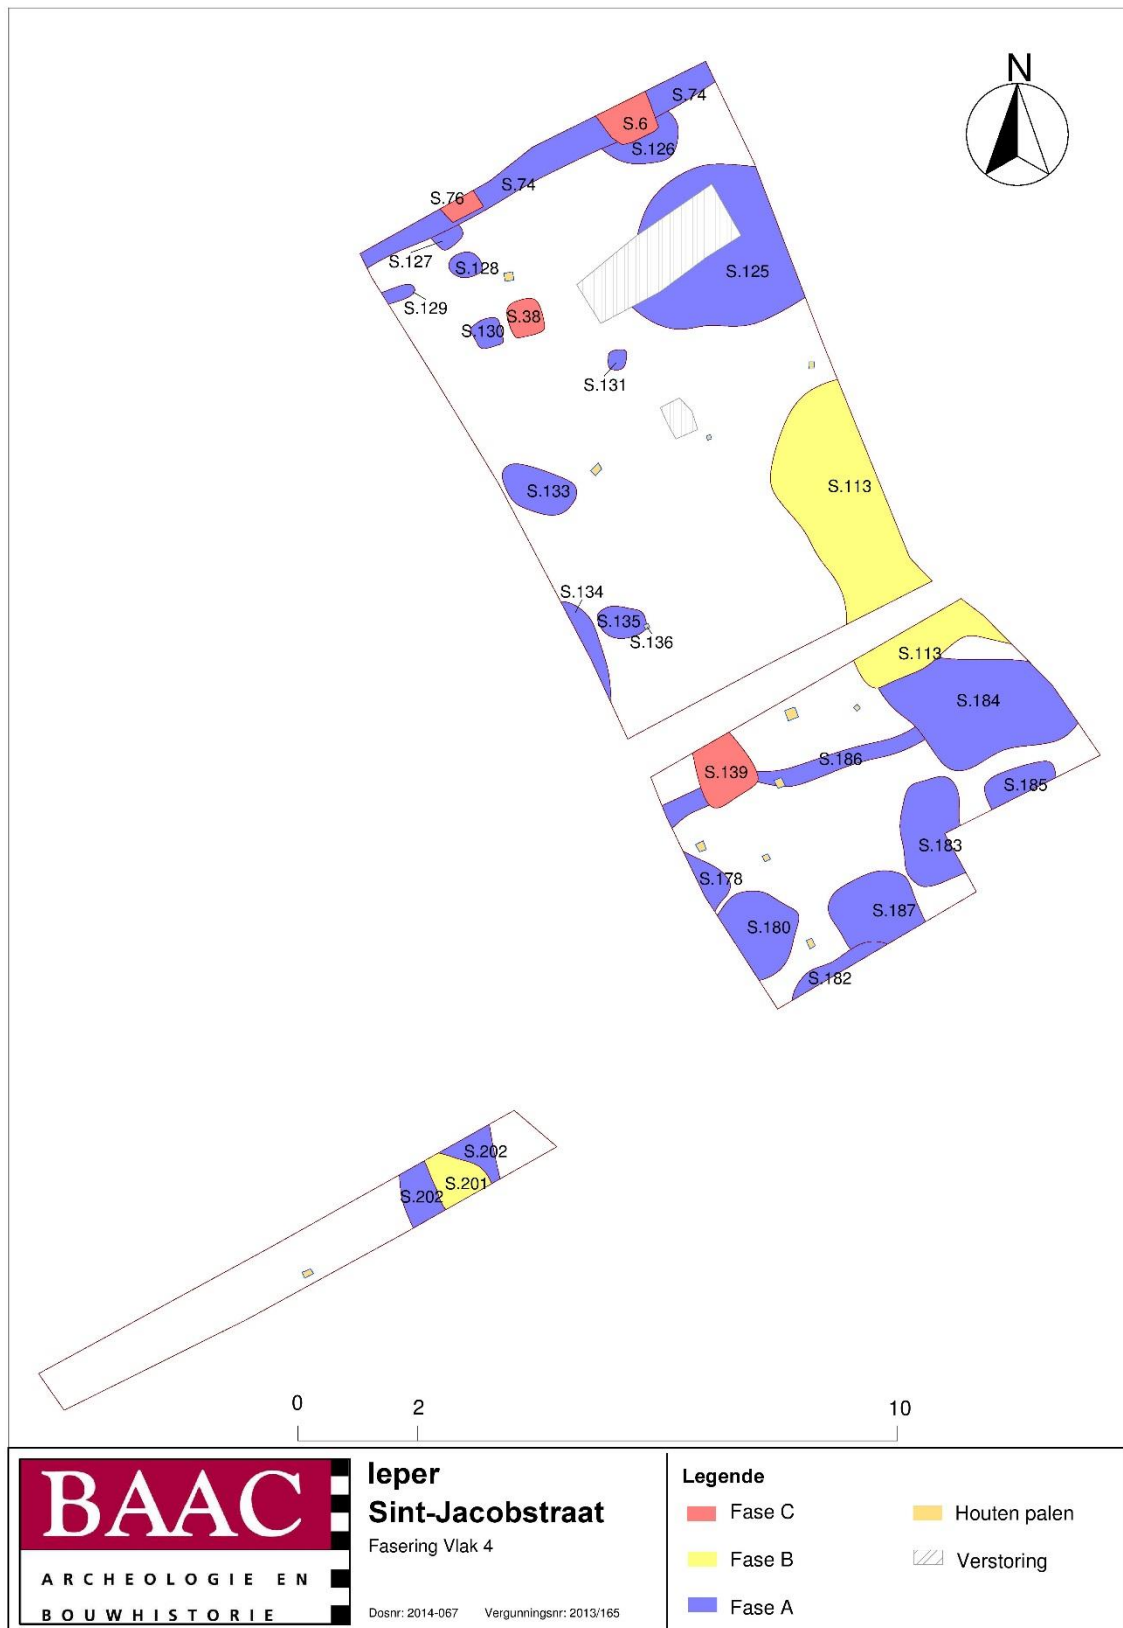 N
S.74
S.6
S.126
S.74
S.76
S.127
S.128
S.125
S.129
S.38
S.130
S.131
S.133
S.113
S.134
S.135
S.136
S.113
S.184
S.186
S.139
S.185
S.183
S.178
S.187
S.180
S.182
S.202
S.201
S.202
0 2 10
BAAC
ARCHEOLOGIE EN
BOUWHISTORIE
Ieper
Sint-Jacobstraat
Fasering Vlak 4
Dosnr: 2014-067 Vergunningsnr: 2013/165
Legende
Fase C
Fase B
Fase A
Houten palen
Verstoring